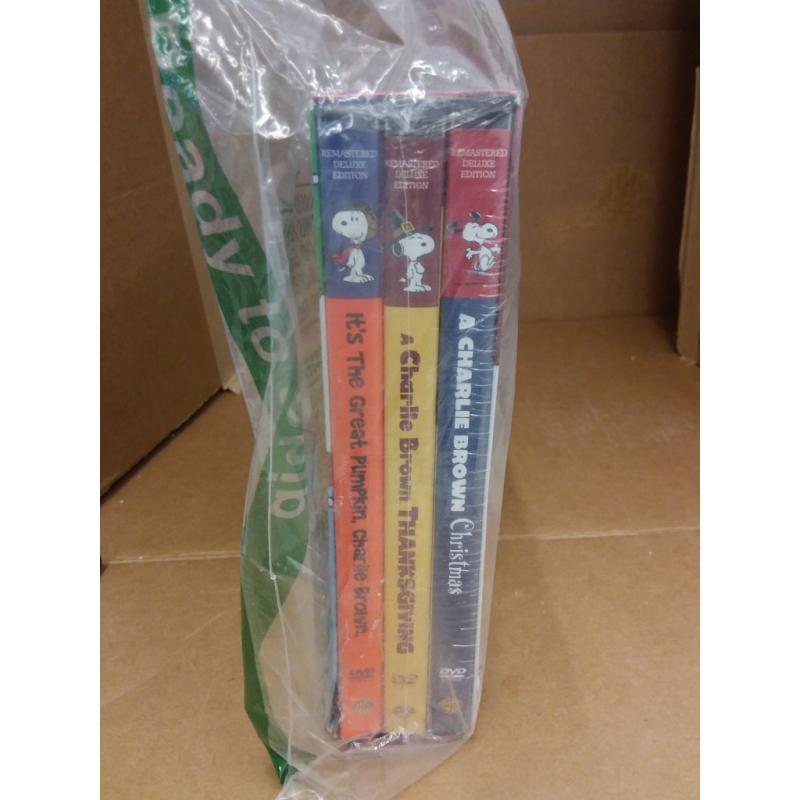 Ready to Ship
REMASTERED
DELUXE
EDITION
It's The Great Pumpkin, Charlie Brown
DVD
REMASTERED
DELUXE
EDITION
A Charlie Brown THANKSGIVING
DVD
REMASTERED
DELUXE
EDITION
A CHARLIE BROWN Christmas
DVD